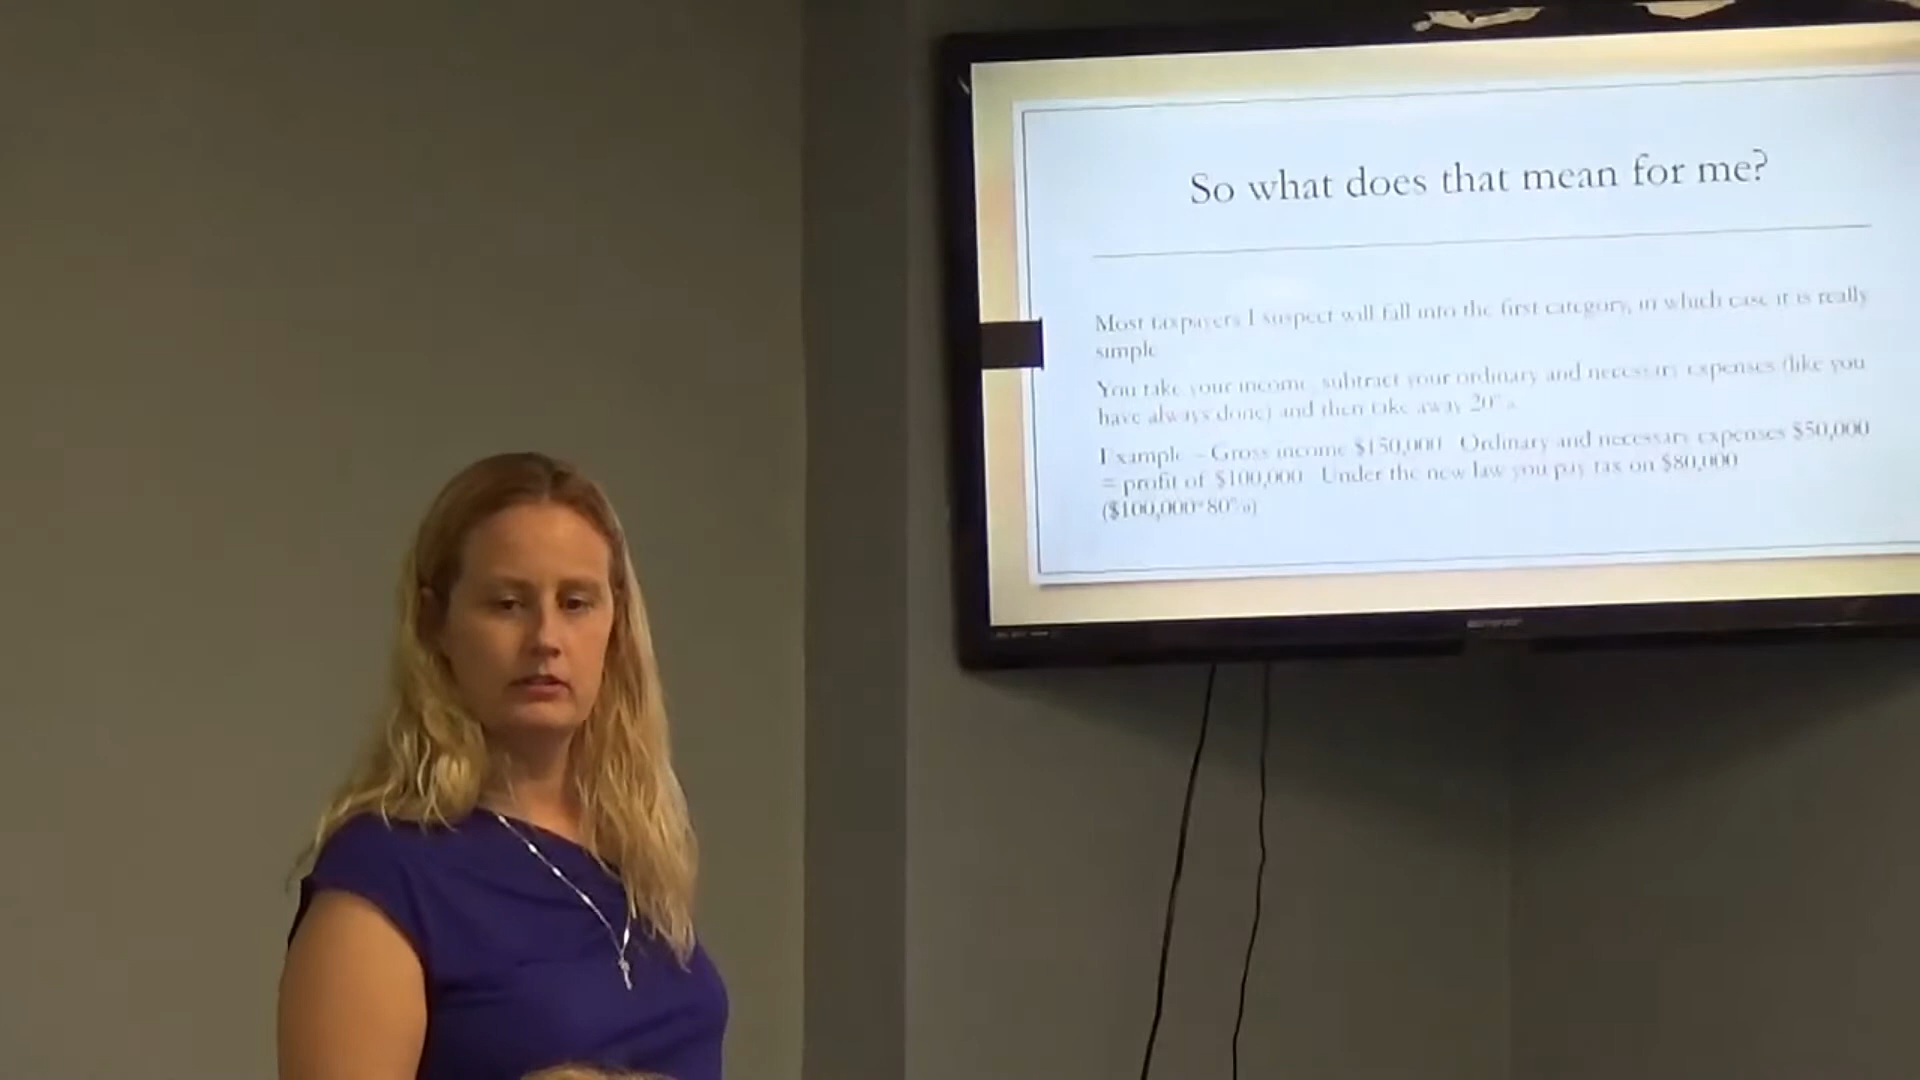 So what does that mean for me?
Most taxpayers I suspect will fall into the first category, in which case it is really
simple
You take your income, subtract your ordinary and necessary expenses (like you
have always done) and then take away 20%.
Example – Gross income $150,000 Ordinary and necessary expenses $50,000
= profit of $100,000 Under the new law you pay tax on $80,000
($100,000*80%)